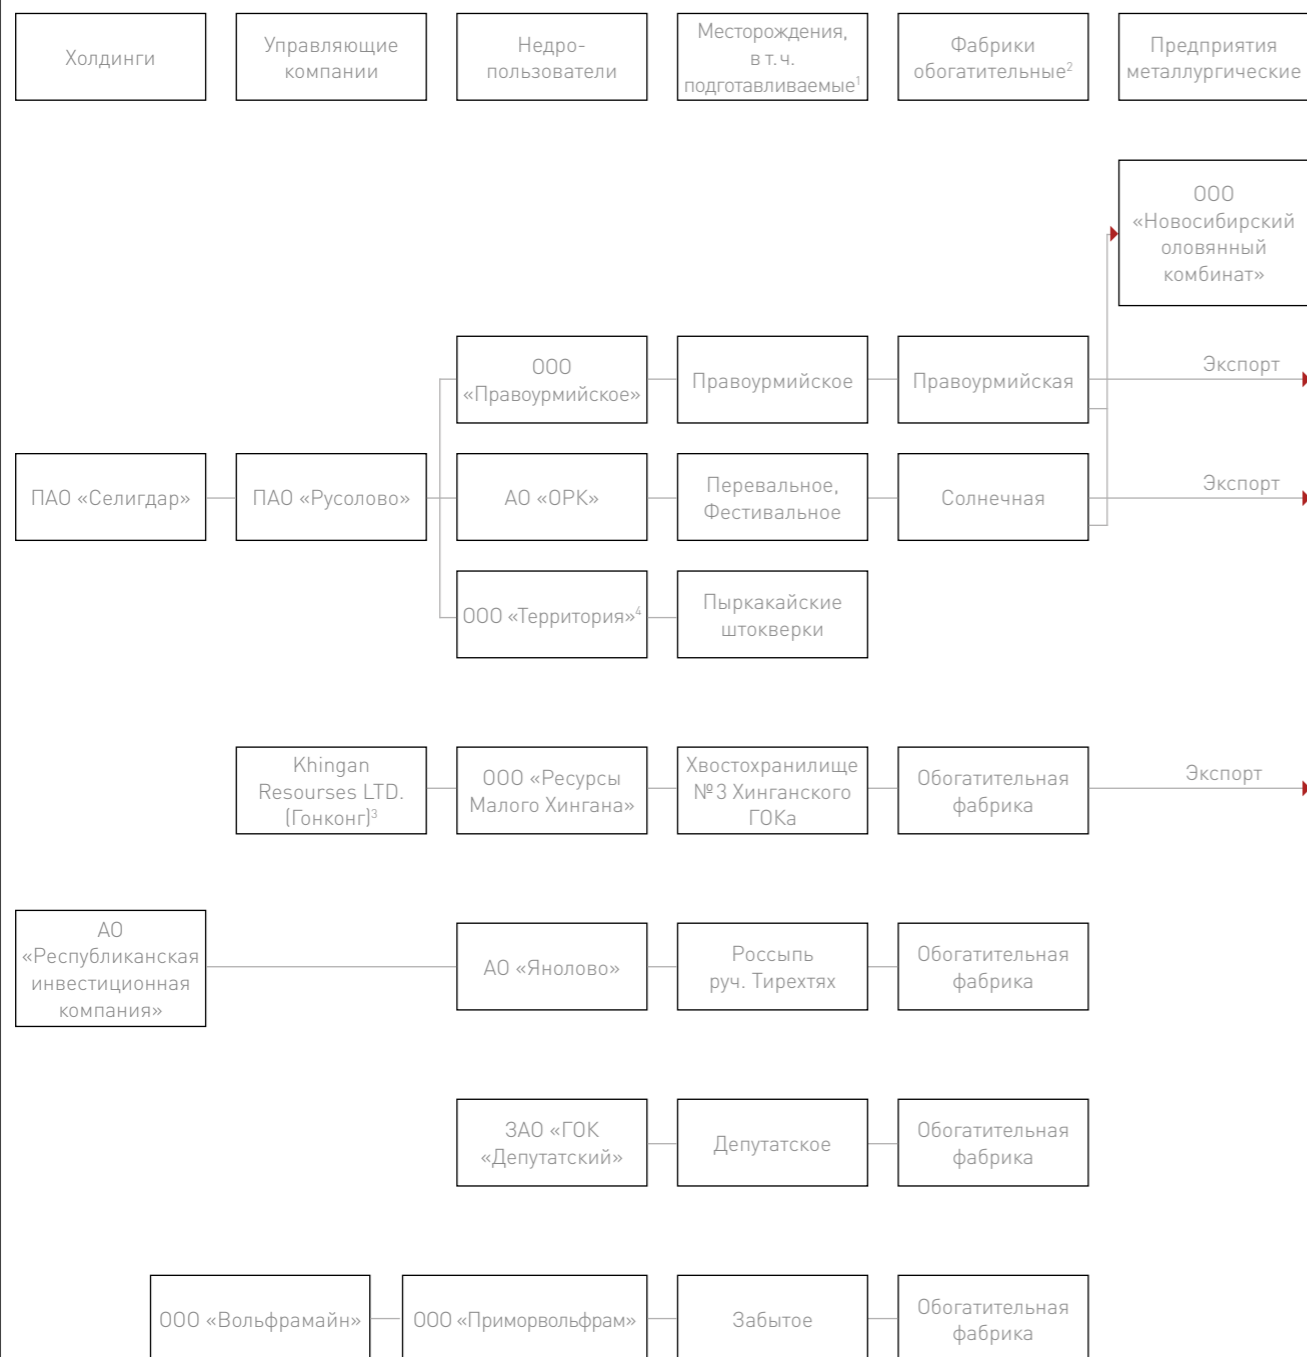 Холдинги
Управляющие
компании
Недро-
пользователи
Месторождения,
в т. ч.
подготавливаемые¹
Фабрики
обогатительные²
Предприятия
металлургические
ООО
«Новосибирский
оловянный
комбинат»
ООО
«Правоурмийское»
Правоурмийское
Правоурмийская
Экспорт
ПАО «Селигдар»
ПАО «Русолово»
АО «ОРК»
Перевальное,
Фестивальное
Солнечная
Экспорт
ООО «Территория»⁴
Пыркакайские
штокверки
Khingan
Resourses LTD.
(Гонконг)³
ООО «Ресурсы
Малого Хингана»
Хвостохранилище
№ 3 Хинганского
ГОКа
Обогатительная
фабрика
Экспорт
АО
«Республиканская
инвестиционная
компания»
АО «Янолово»
Россыпь
руч. Тирехтях
Обогатительная
фабрика
ЗАО «ГОК
«Депутатский»
Депутатское
Обогатительная
фабрика
ООО «Вольфрамайн»
ООО «Приморвольфрам»
Забытое
Обогатительная
фабрика